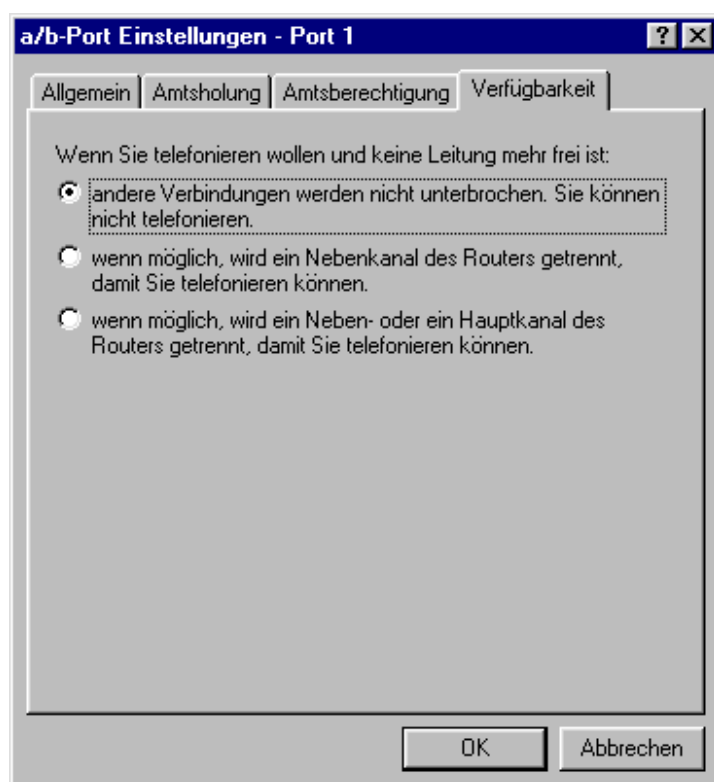 a/b-Port Einstellungen - Port 1
Allgemein Amtsholung Amtsberechtigung Verfügbarkeit
Wenn Sie telefonieren wollen und keine Leitung mehr frei ist:
andere Verbindungen werden nicht unterbrochen. Sie können
nicht telefonieren.
wenn möglich, wird ein Nebenkanal des Routers getrennt,
damit Sie telefonieren können.
wenn möglich, wird ein Neben- oder ein Hauptkanal des
Routers getrennt, damit Sie telefonieren können.
OK Abbrechen